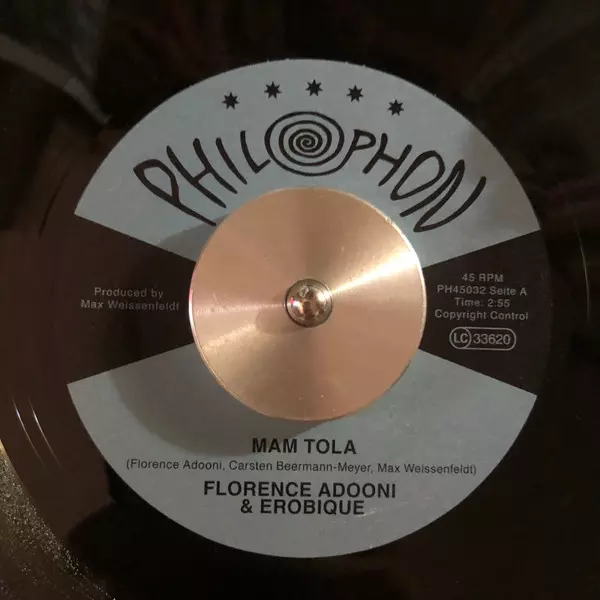 PHILOPHON
Produced by
Max Weissenfeldt
45 RPM
PH45032 Seite A
Time: 2:55
Copyright Control
LC 33620
MAM TOLA
(Florence Adooni, Carsten Beermann-Meyer, Max Weissenfeldt)
FLORENCE ADOONI
& EROBIQUE